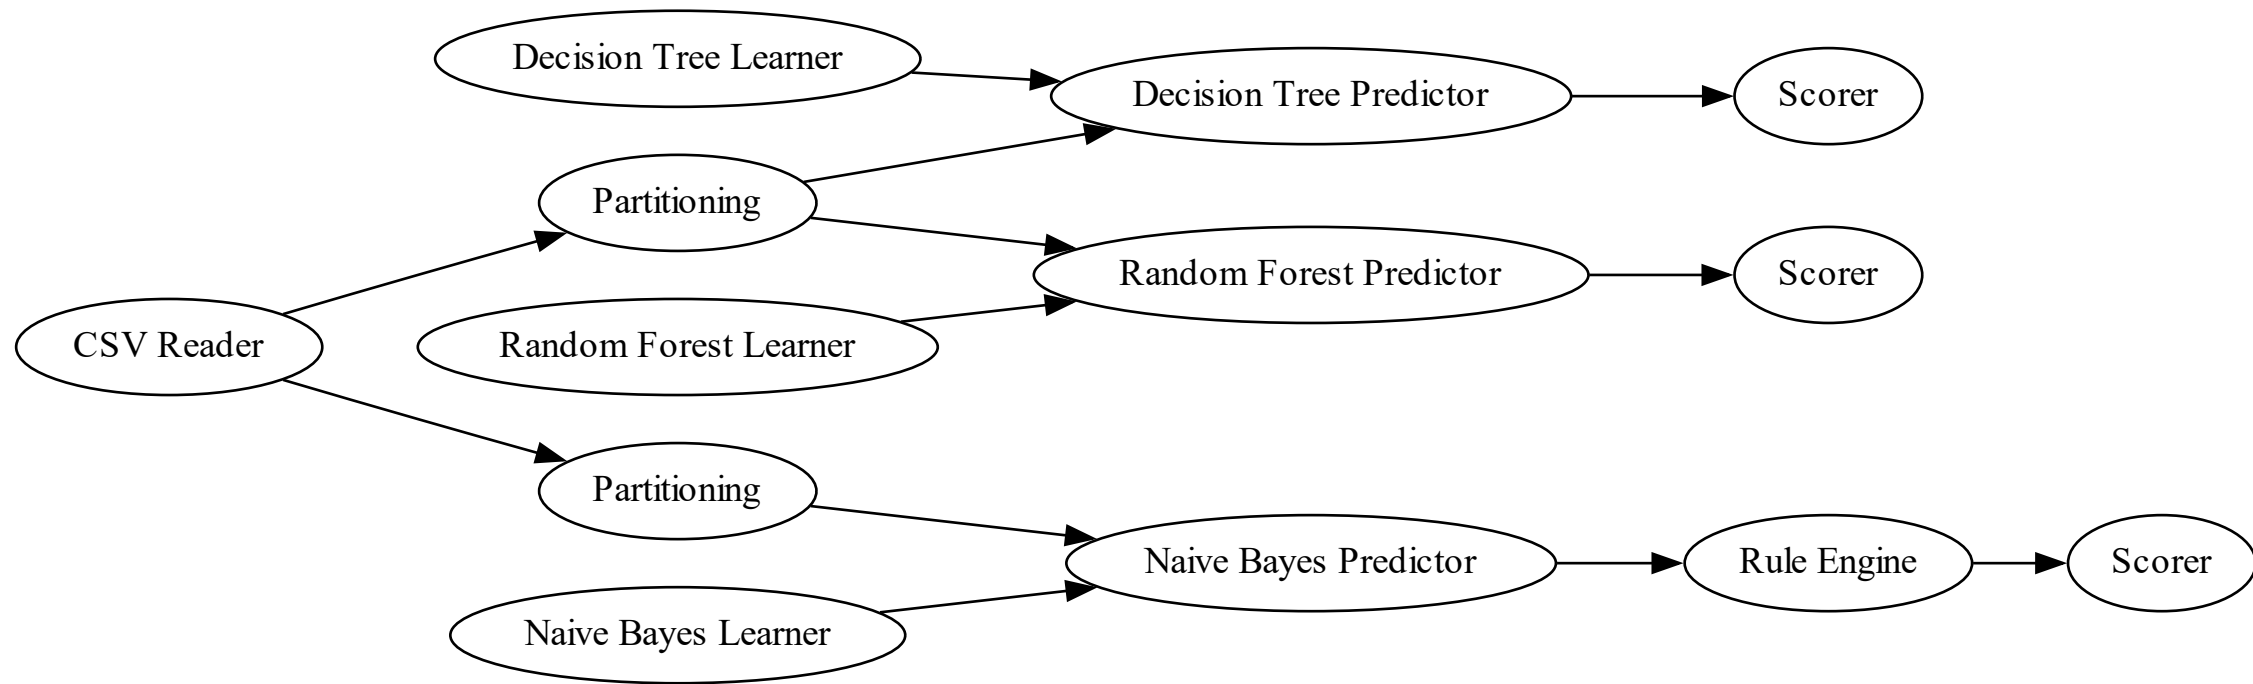 Decision Tree Learner
Decision Tree Predictor
Scorer
Partitioning
Random Forest Predictor
Scorer
CSV Reader
Random Forest Learner
Partitioning
Naive Bayes Predictor
Rule Engine
Scorer
Naive Bayes Learner